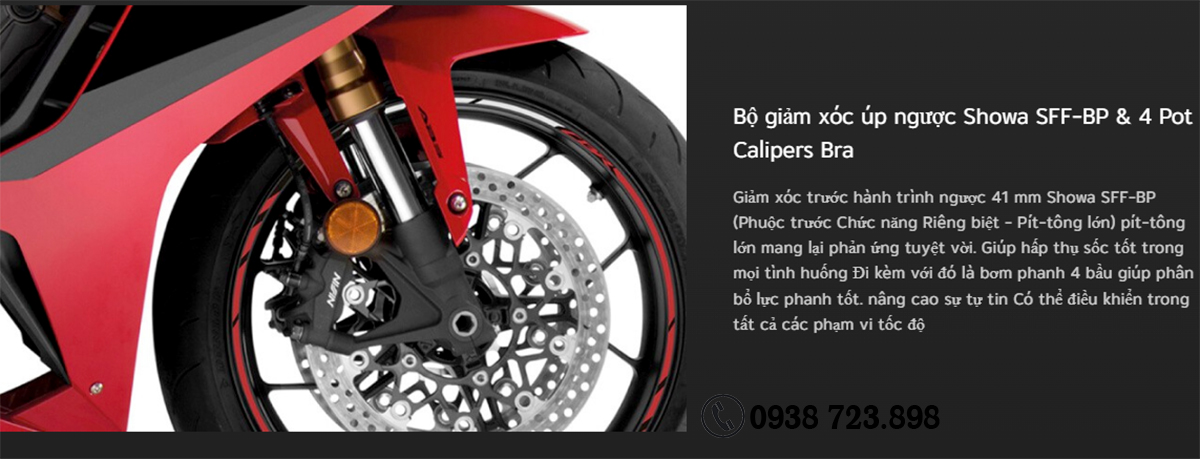 ABS
NISSIN
Bộ giảm xóc úp ngược Showa SFF-BP & 4 Pot
Calipers Bra
Giảm xóc trước hành trình ngược 41 mm Showa SFF-BP
(Phuộc trước Chức năng Riêng biệt - Pít-tông lớn) pít-tông
lớn mang lại phản ứng tuyệt vời. Giúp hấp thụ sốc tốt trong
mọi tình huống Đi kèm với đó là bơm phanh 4 bầu giúp phân
bổ lực phanh tốt. nâng cao sự tự tin Có thể điều khiển trong
tất cả các phạm vi tốc độ
0938 723.898